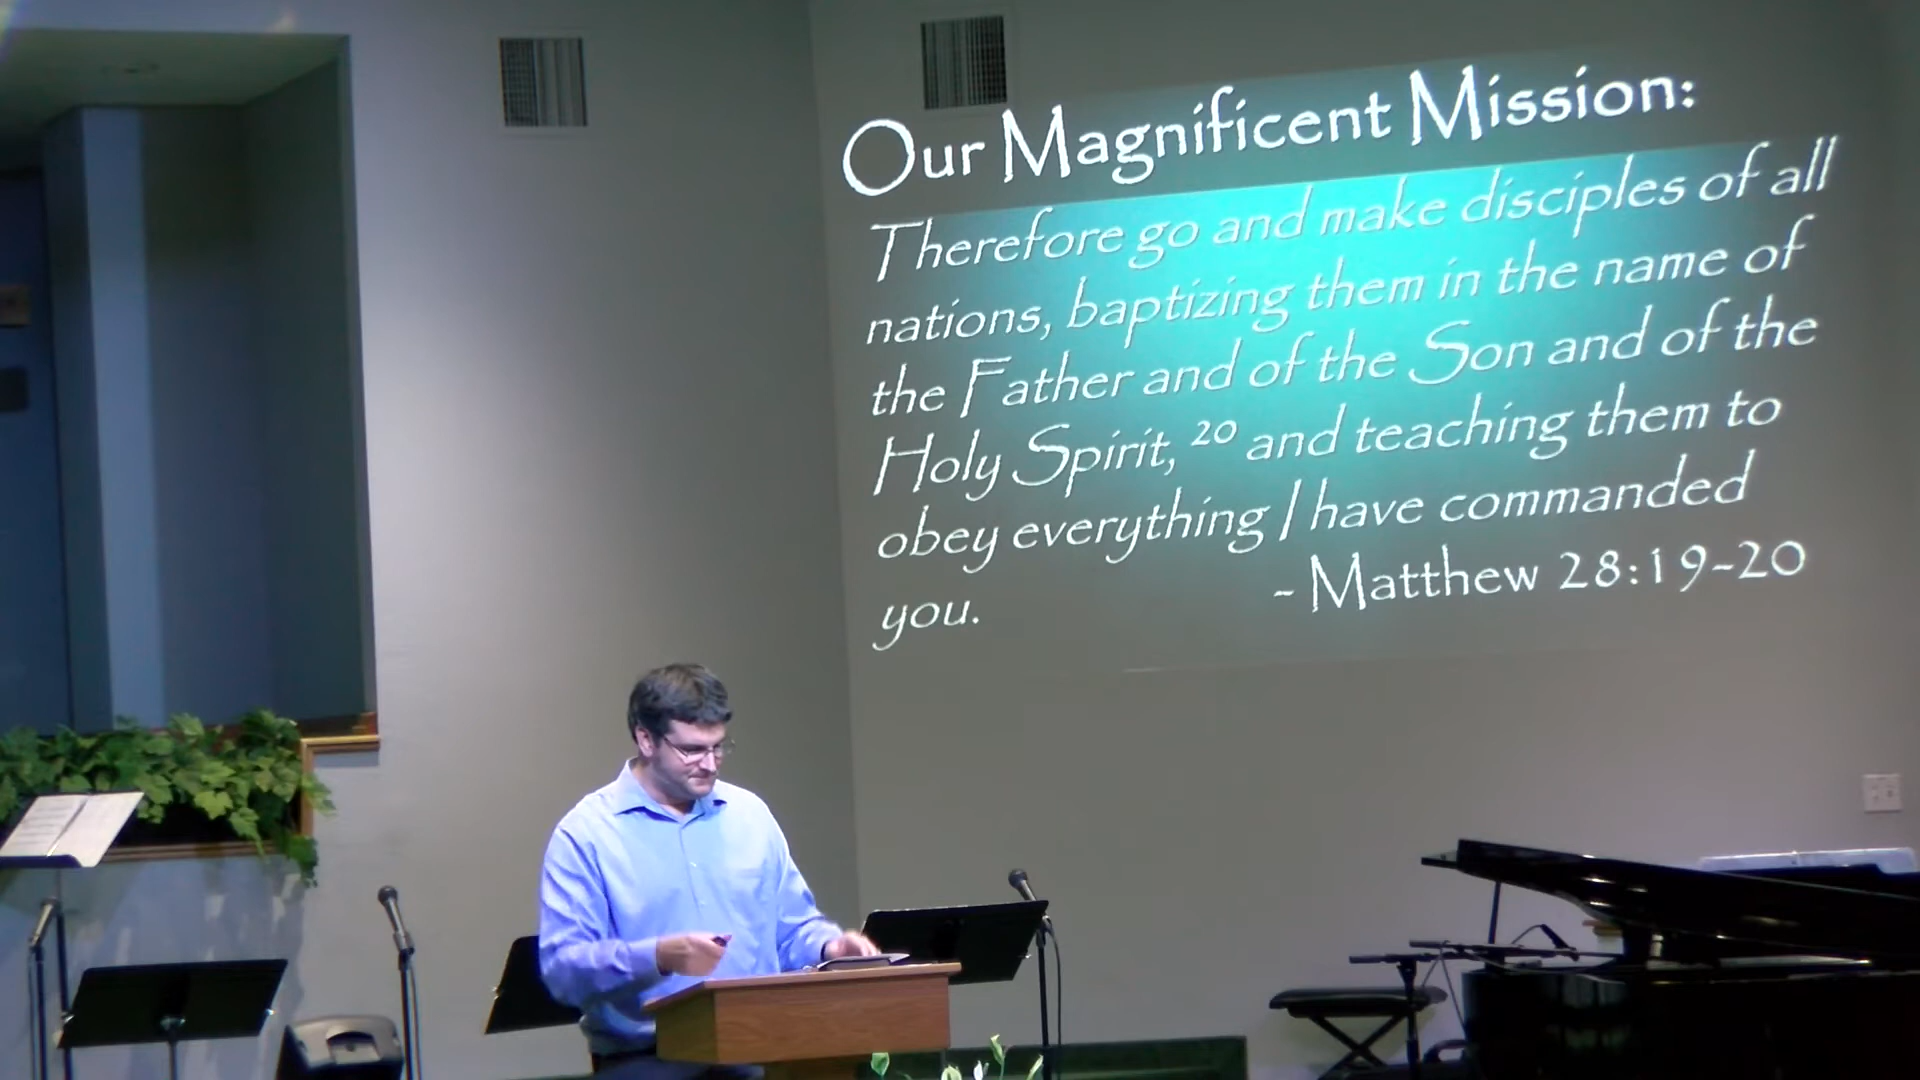 Our Magnificent Mission:
Therefore go and make disciples of all
nations, baptizing them in the name of
the Father and of the Son and of the
Holy Spirit, ²⁰ and teaching them to
obey everything I have commanded
you.
- Matthew 28:19-20